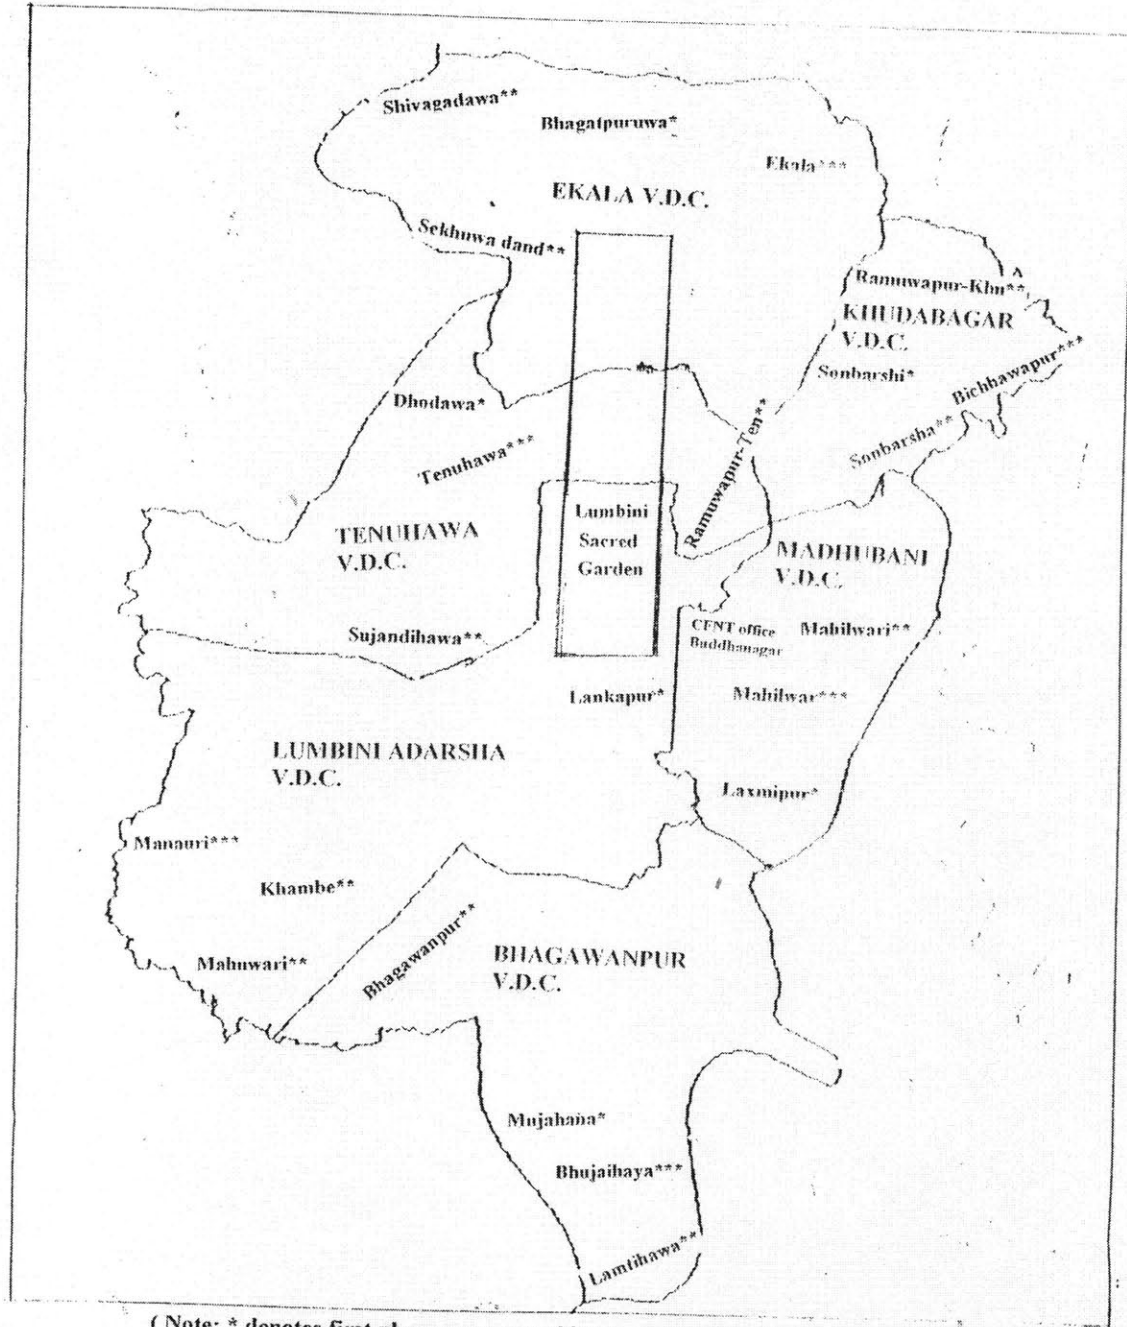 Shivagadawa**
Bhagatpuruwa*
Ekala***
EKALA V.D.C.
Sekhuwa dand**
Ramuwapur-Khu**
KHUDABAGAR
V.D.C.
Sonbarshi*
Bichhawapur***
Dhodawa*
Tenuhawa***
Ramuwapur-Ten**
Sonbarsha**
Lumbini
Sacred
Garden
TENUHAWA
V.D.C.
MADHUBANI
V.D.C.
Sujandihawa**
CFNT office
Buddhanagar
Mahilwari**
Lankapur*
Mahilwar***
LUMBINI ADARSHA
V.D.C.
Laxmipur*
Manauri***
Khambe**
Mahuwari**
Bhagawanpur**
BHAGAWANPUR
V.D.C.
Mujahana*
Bhujaihaya***
Lamtihawa**
( Note: * denotes first